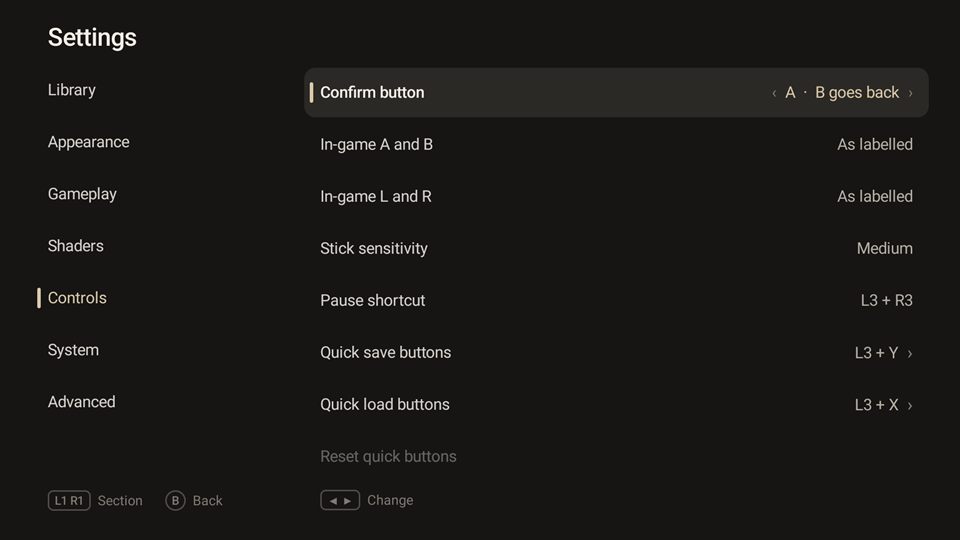 Settings
Library
Appearance
Gameplay
Shaders
Controls
System
Advanced
Confirm button ‹ A · B goes back ›
In-game A and B As labelled
In-game L and R As labelled
Stick sensitivity Medium
Pause shortcut L3 + R3
Quick save buttons L3 + Y ›
Quick load buttons L3 + X ›
Reset quick buttons
L1 R1 Section B Back ◄ ► Change